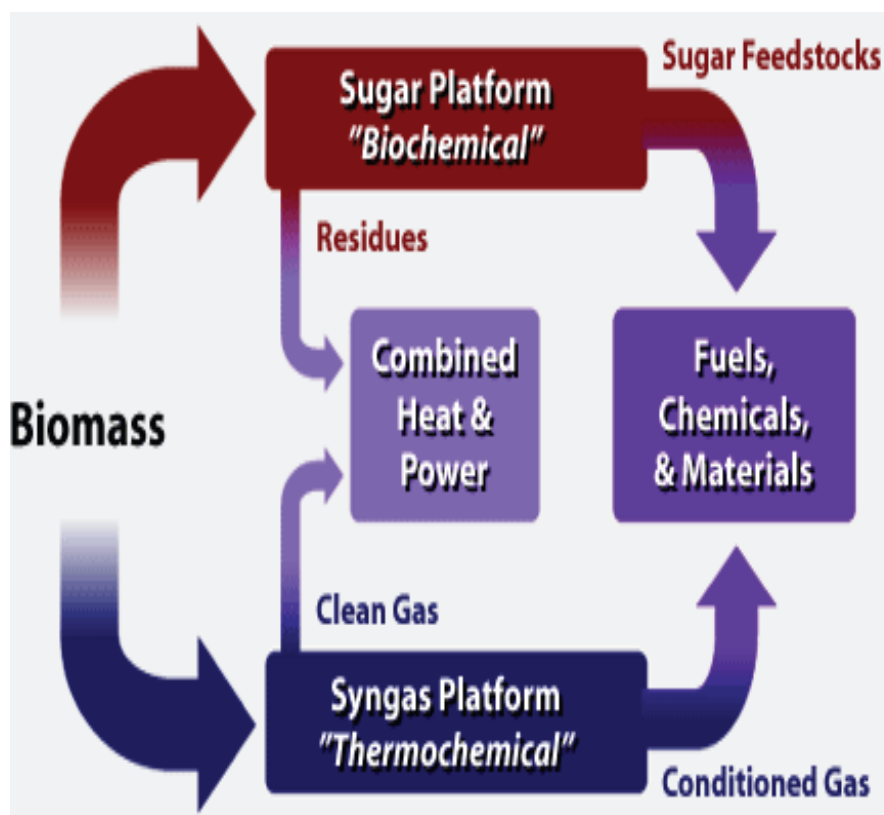 Sugar Feedstocks
Sugar Platform
"Biochemical"
Residues
Combined
Heat &
Power
Fuels,
Chemicals,
& Materials
Biomass
Clean Gas
Syngas Platform
"Thermochemical"
Conditioned Gas